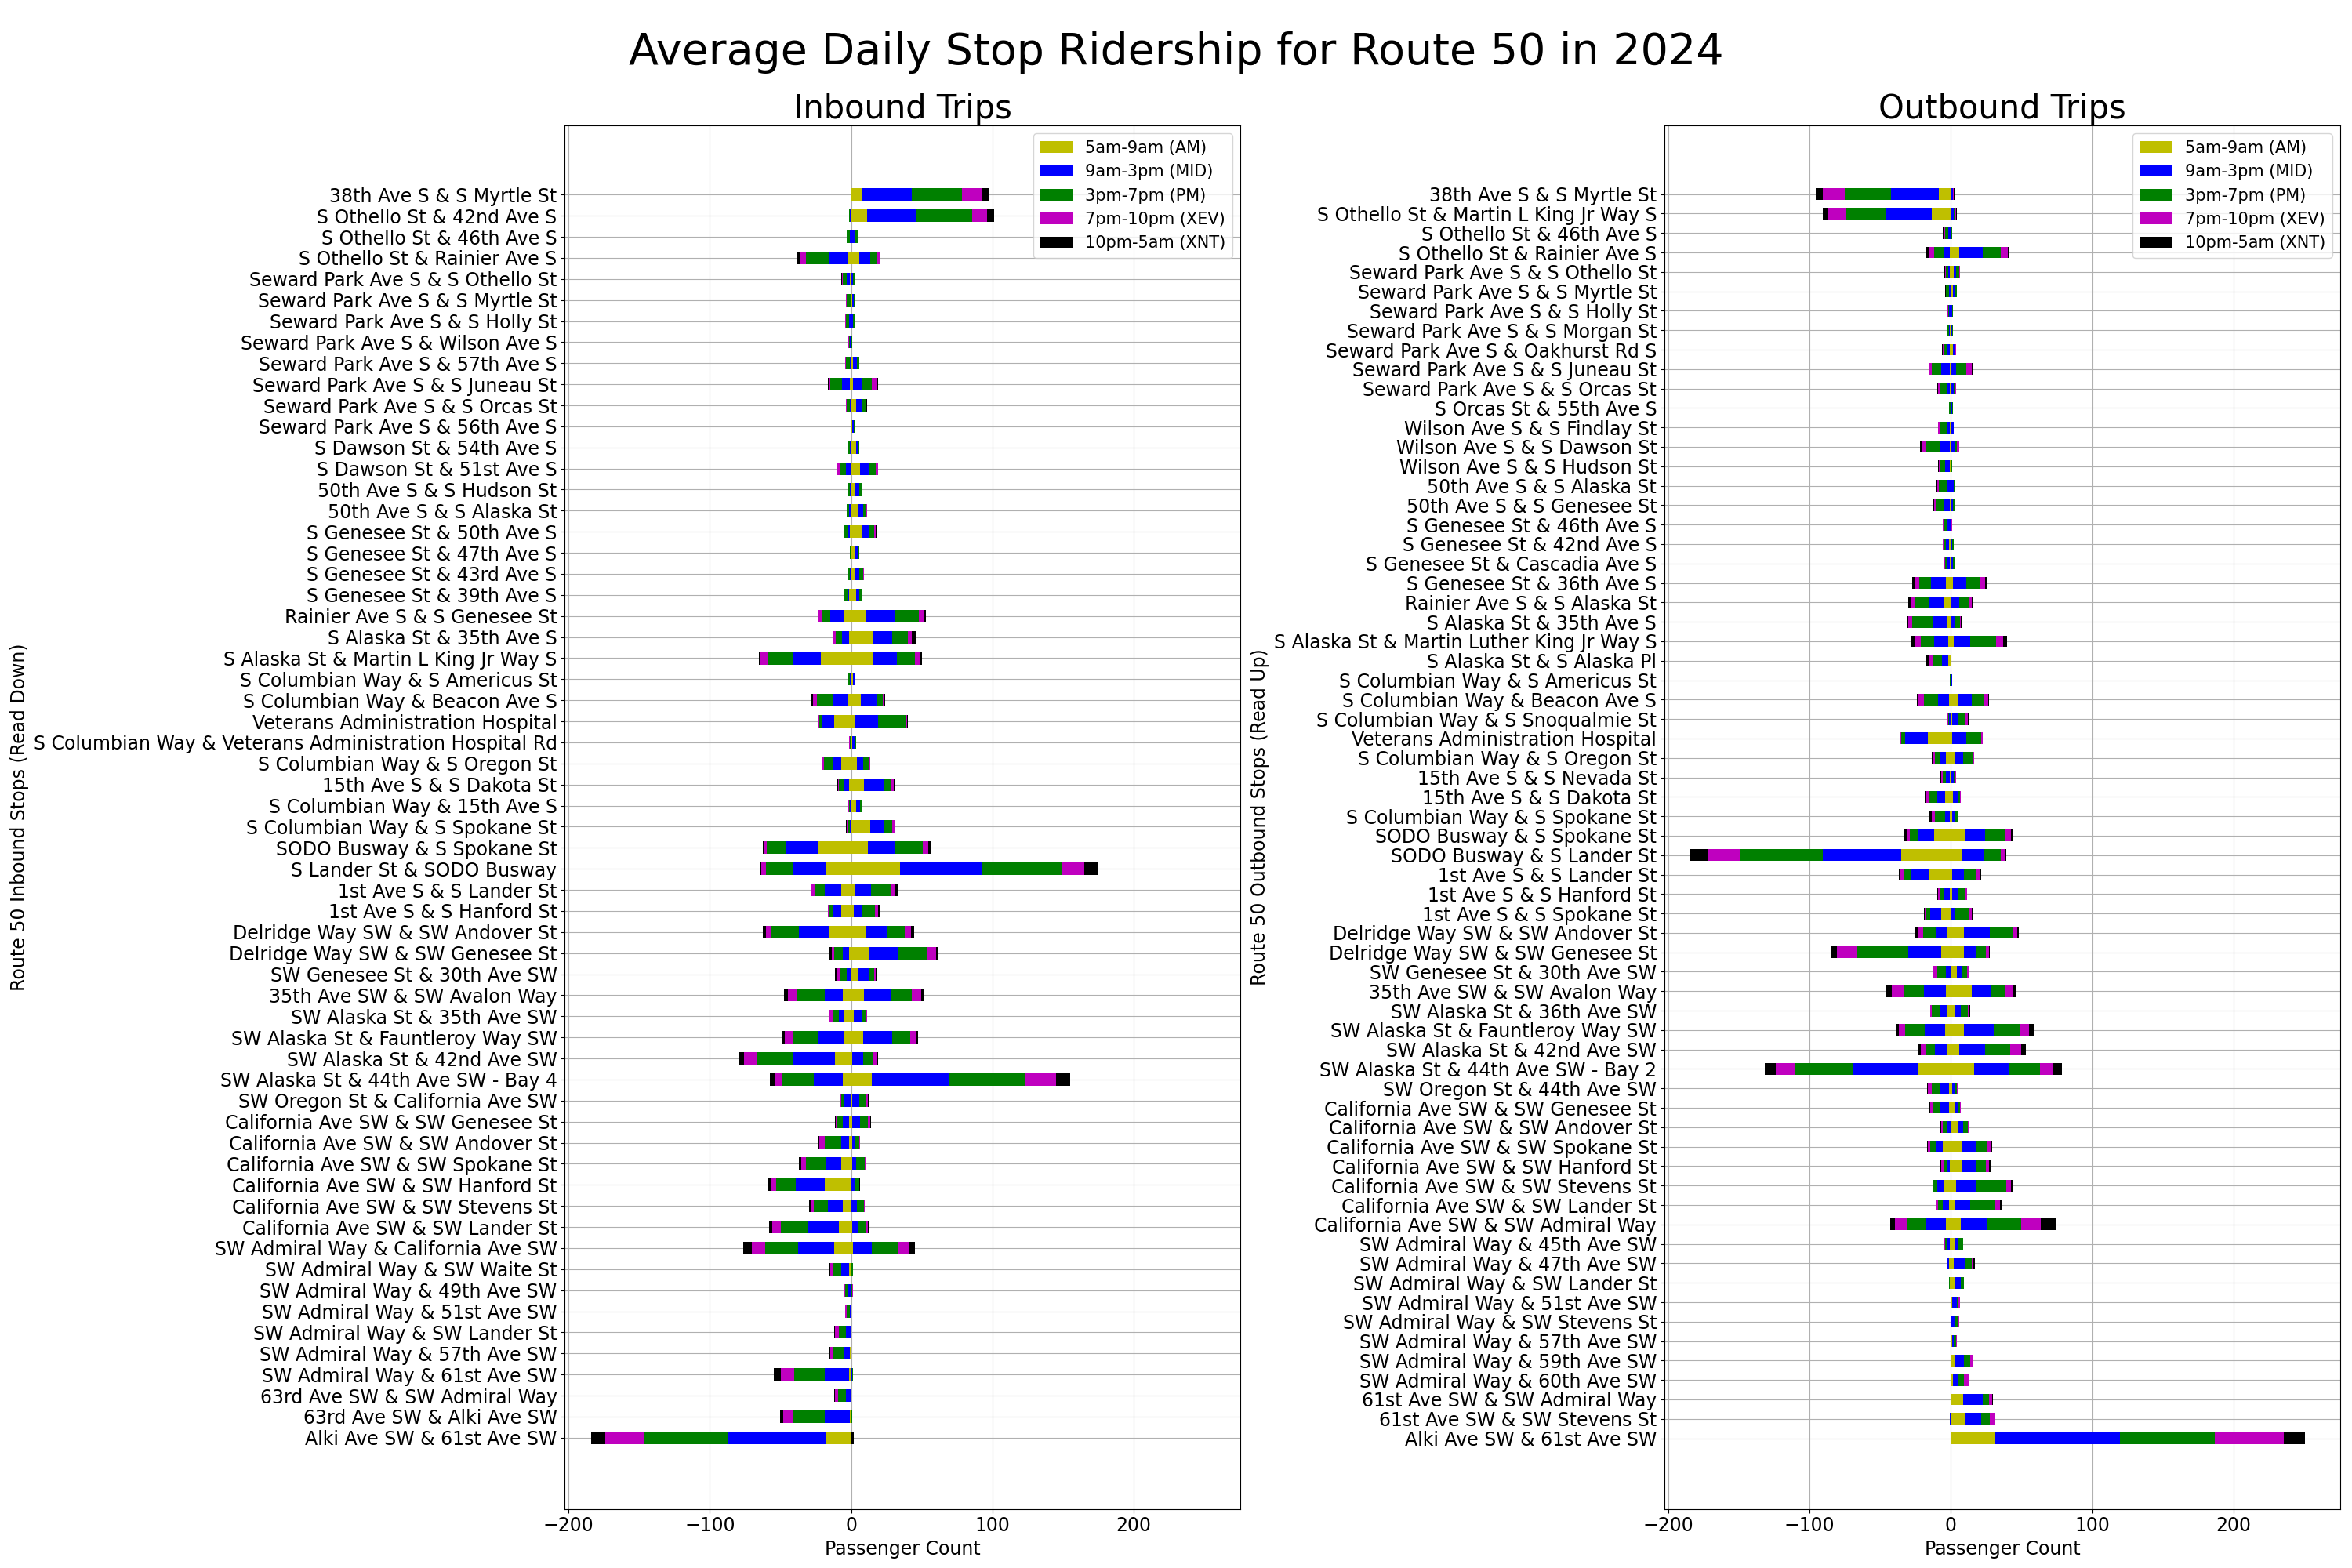 Average Daily Stop Ridership for Route 50 in 2024
Inbound Trips
5am-9am (AM)
9am-3pm (MID)
3pm-7pm (PM)
7pm-10pm (XEV)
10pm-5am (XNT)
Route 50 Inbound Stops (Read Down)
38th Ave S & S Myrtle St
S Othello St & 42nd Ave S
S Othello St & 46th Ave S
S Othello St & Rainier Ave S
Seward Park Ave S & S Othello St
Seward Park Ave S & S Myrtle St
Seward Park Ave S & S Holly St
Seward Park Ave S & Wilson Ave S
Seward Park Ave S & 57th Ave S
Seward Park Ave S & S Juneau St
Seward Park Ave S & S Orcas St
Seward Park Ave S & 56th Ave S
S Dawson St & 54th Ave S
S Dawson St & 51st Ave S
50th Ave S & S Hudson St
50th Ave S & S Alaska St
S Genesee St & 50th Ave S
S Genesee St & 47th Ave S
S Genesee St & 43rd Ave S
S Genesee St & 39th Ave S
Rainier Ave S & S Genesee St
S Alaska St & 35th Ave S
S Alaska St & Martin L King Jr Way S
S Columbian Way & S Americus St
S Columbian Way & Beacon Ave S
Veterans Administration Hospital
S Columbian Way & Veterans Administration Hospital Rd
S Columbian Way & S Oregon St
15th Ave S & S Dakota St
S Columbian Way & 15th Ave S
S Columbian Way & S Spokane St
SODO Busway & S Spokane St
S Lander St & SODO Busway
1st Ave S & S Lander St
1st Ave S & S Hanford St
Delridge Way SW & SW Andover St
Delridge Way SW & SW Genesee St
SW Genesee St & 30th Ave SW
35th Ave SW & SW Avalon Way
SW Alaska St & 35th Ave SW
SW Alaska St & Fauntleroy Way SW
SW Alaska St & 42nd Ave SW
SW Alaska St & 44th Ave SW - Bay 4
SW Oregon St & California Ave SW
California Ave SW & SW Genesee St
California Ave SW & SW Andover St
California Ave SW & SW Spokane St
California Ave SW & SW Hanford St
California Ave SW & SW Stevens St
California Ave SW & SW Lander St
SW Admiral Way & California Ave SW
SW Admiral Way & SW Waite St
SW Admiral Way & 49th Ave SW
SW Admiral Way & 51st Ave SW
SW Admiral Way & SW Lander St
SW Admiral Way & 57th Ave SW
SW Admiral Way & 61st Ave SW
63rd Ave SW & SW Admiral Way
63rd Ave SW & Alki Ave SW
Alki Ave SW & 61st Ave SW
−200 −100 0 100 200
Passenger Count
Outbound Trips
5am-9am (AM)
9am-3pm (MID)
3pm-7pm (PM)
7pm-10pm (XEV)
10pm-5am (XNT)
Route 50 Outbound Stops (Read Up)
38th Ave S & S Myrtle St
S Othello St & Martin L King Jr Way S
S Othello St & 46th Ave S
S Othello St & Rainier Ave S
Seward Park Ave S & S Othello St
Seward Park Ave S & S Myrtle St
Seward Park Ave S & S Holly St
Seward Park Ave S & S Morgan St
Seward Park Ave S & Oakhurst Rd S
Seward Park Ave S & S Juneau St
Seward Park Ave S & S Orcas St
S Orcas St & 55th Ave S
Wilson Ave S & S Findlay St
Wilson Ave S & S Dawson St
Wilson Ave S & S Hudson St
50th Ave S & S Alaska St
50th Ave S & S Genesee St
S Genesee St & 46th Ave S
S Genesee St & 42nd Ave S
S Genesee St & Cascadia Ave S
S Genesee St & 36th Ave S
Rainier Ave S & S Alaska St
S Alaska St & 35th Ave S
S Alaska St & Martin Luther King Jr Way S
S Alaska St & S Alaska Pl
S Columbian Way & S Americus St
S Columbian Way & Beacon Ave S
S Columbian Way & S Snoqualmie St
Veterans Administration Hospital
S Columbian Way & S Oregon St
15th Ave S & S Nevada St
15th Ave S & S Dakota St
S Columbian Way & S Spokane St
SODO Busway & S Spokane St
SODO Busway & S Lander St
1st Ave S & S Lander St
1st Ave S & S Hanford St
1st Ave S & S Spokane St
Delridge Way SW & SW Andover St
Delridge Way SW & SW Genesee St
SW Genesee St & 30th Ave SW
35th Ave SW & SW Avalon Way
SW Alaska St & 36th Ave SW
SW Alaska St & Fauntleroy Way SW
SW Alaska St & 42nd Ave SW
SW Alaska St & 44th Ave SW - Bay 2
SW Oregon St & 44th Ave SW
California Ave SW & SW Genesee St
California Ave SW & SW Andover St
California Ave SW & SW Spokane St
California Ave SW & SW Hanford St
California Ave SW & SW Stevens St
California Ave SW & SW Lander St
California Ave SW & SW Admiral Way
SW Admiral Way & 45th Ave SW
SW Admiral Way & 47th Ave SW
SW Admiral Way & SW Lander St
SW Admiral Way & 51st Ave SW
SW Admiral Way & SW Stevens St
SW Admiral Way & 57th Ave SW
SW Admiral Way & 59th Ave SW
SW Admiral Way & 60th Ave SW
61st Ave SW & SW Admiral Way
61st Ave SW & SW Stevens St
Alki Ave SW & 61st Ave SW
−200 −100 0 100 200
Passenger Count